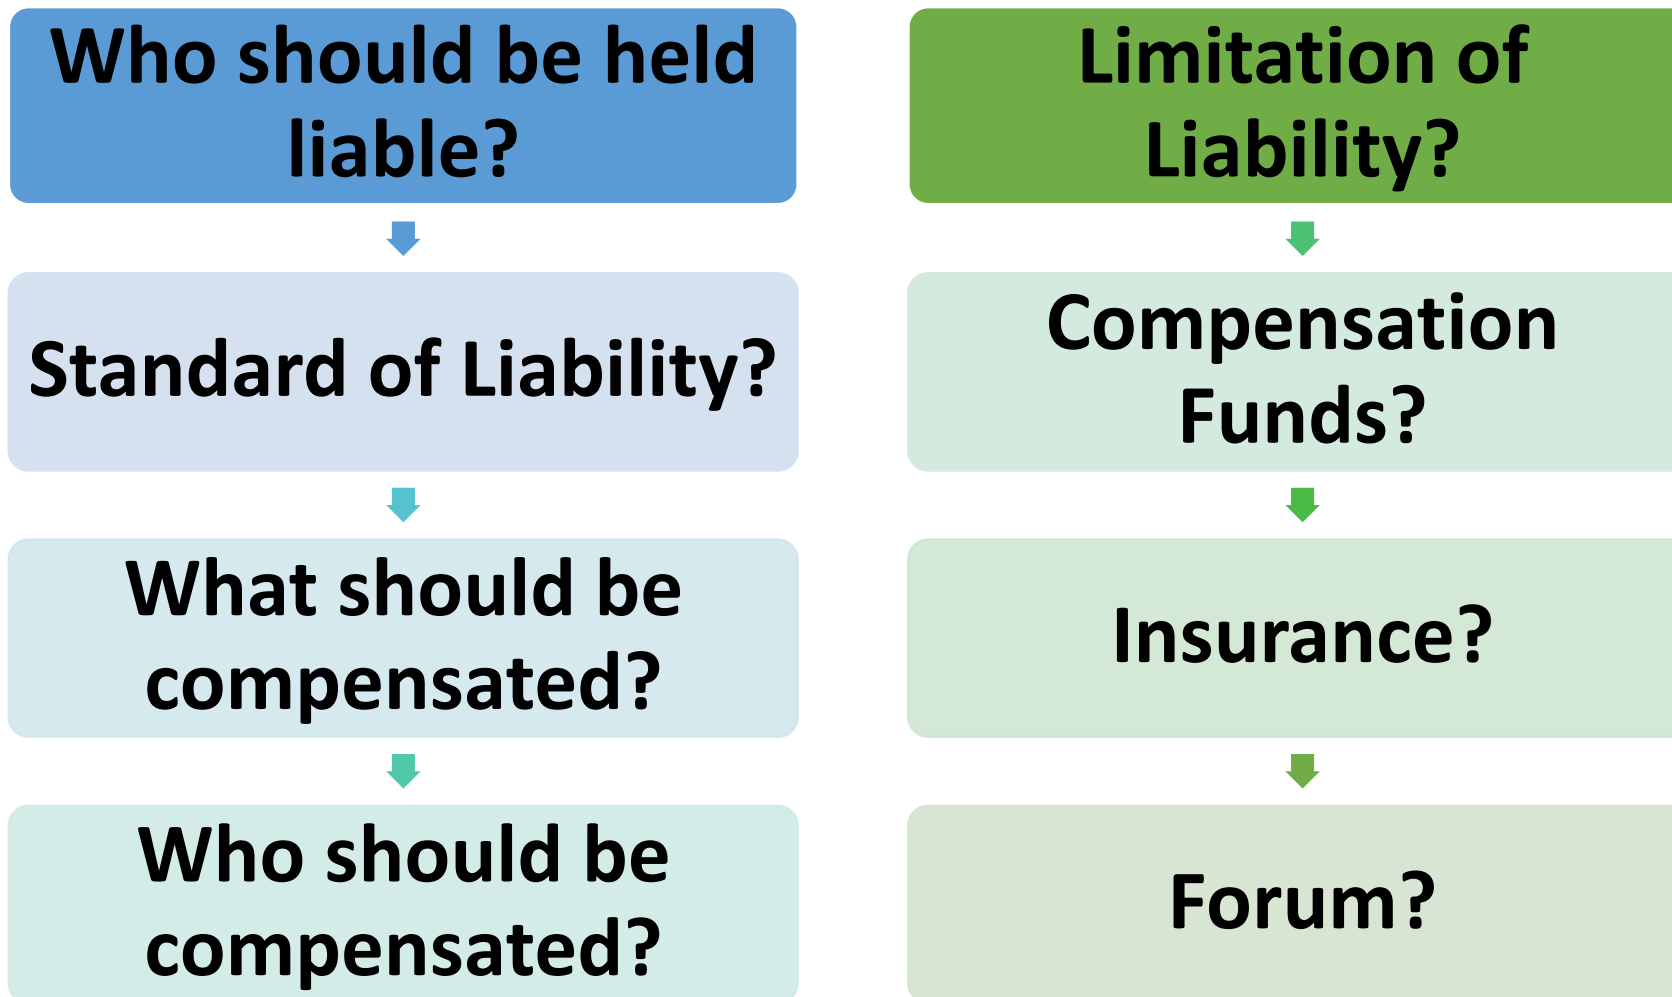 Who should be held
liable?
Standard of Liability?
What should be
compensated?
Who should be
compensated?
Limitation of
Liability?
Compensation
Funds?
Insurance?
Forum?